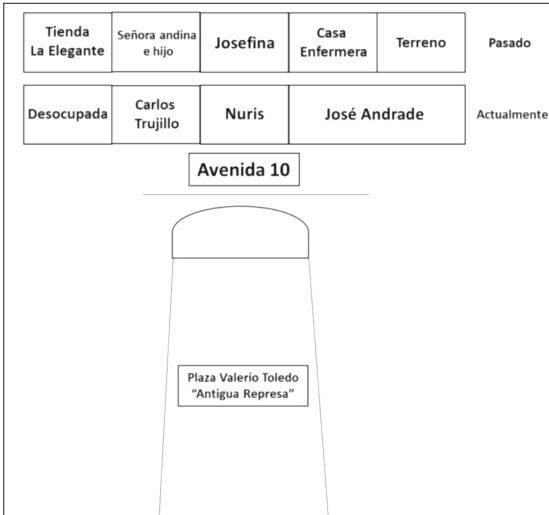 Tienda
La Elegante
Señora andina
e hijo
Josefina
Casa
Enfermera
Terreno
Pasado
Desocupada
Carlos
Trujillo
Nuris
José Andrade
Actualmente
Avenida 10
Plaza Valerio Toledo
“Antigua Represa”